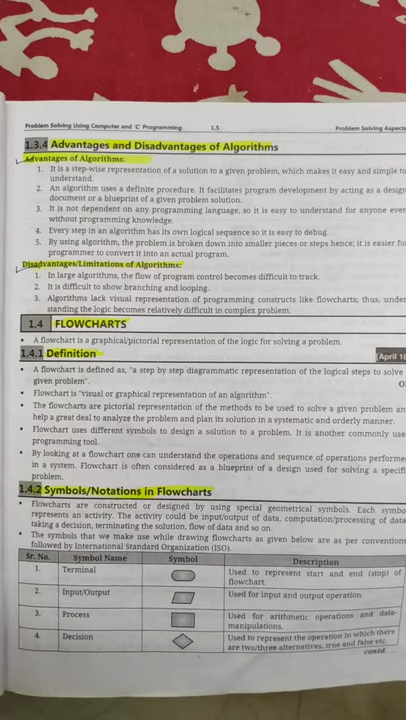 Problem Solving Using Computer and 'C' Programming 1.5 Problem Solving Aspects
1.3.4 Advantages and Disadvantages of Algorithms
Advantages of Algorithms:
1. It is a step-wise representation of a solution to a given problem, which makes it easy and simple to
understand.
2. An algorithm uses a definite procedure. It facilitates program development by acting as a design
document or a blueprint of a given problem solution.
3. It is not dependent on any programming language, so it is easy to understand for anyone even
without programming knowledge.
4. Every step in an algorithm has its own logical sequence so it is easy to debug.
5. By using algorithm, the problem is broken down into smaller pieces or steps hence; it is easier for
programmer to convert it into an actual program.
Disadvantages/Limitations of Algorithms:
1. In large algorithms, the flow of program control becomes difficult to track.
2. It is difficult to show branching and looping.
3. Algorithms lack visual representation of programming constructs like flowcharts; thus, under
standing the logic becomes relatively difficult in complex problem.
1.4 FLOWCHARTS
• A flowchart is a graphical/pictorial representation of the logic for solving a problem.
1.4.1 Definition [April 18
• A flowchart is defined as, "a step by step diagrammatic representation of the logical steps to solve
given problem". O
• Flowchart is "visual or graphical representation of an algorithm".
• The flowcharts are pictorial representation of the methods to be used to solve a given problem an
help a great deal to analyze the problem and plan its solution in a systematic and orderly manner.
• Flowchart uses different symbols to design a solution to a problem. It is another commonly use
programming tool.
• By looking at a flowchart one can understand the operations and sequence of operations performe
in a system. Flowchart is often considered as a blueprint of a design used for solving a specifi
problem.
1.4.2 Symbols/Notations in Flowcharts
• Flowcharts are constructed or designed by using special geometrical symbols. Each symbo
represents an activity. The activity could be input/output of data, computation/processing of data
taking a decision, terminating the solution, flow of data and so on.
• The symbols that we make use while drawing flowcharts as given below are as per conventions
followed by International Standard Organization (ISO).
Sr. No. Symbol Name Symbol Description
1. Terminal Used to represent start and end (stop) of
flowchart.
2. Input/Output Used for input and output operation.
3. Process Used for arithmetic operations and data-
manipulations.
4. Decision Used to represent the operation in which there
are two/three alternatives, true and false etc.
contd. ...